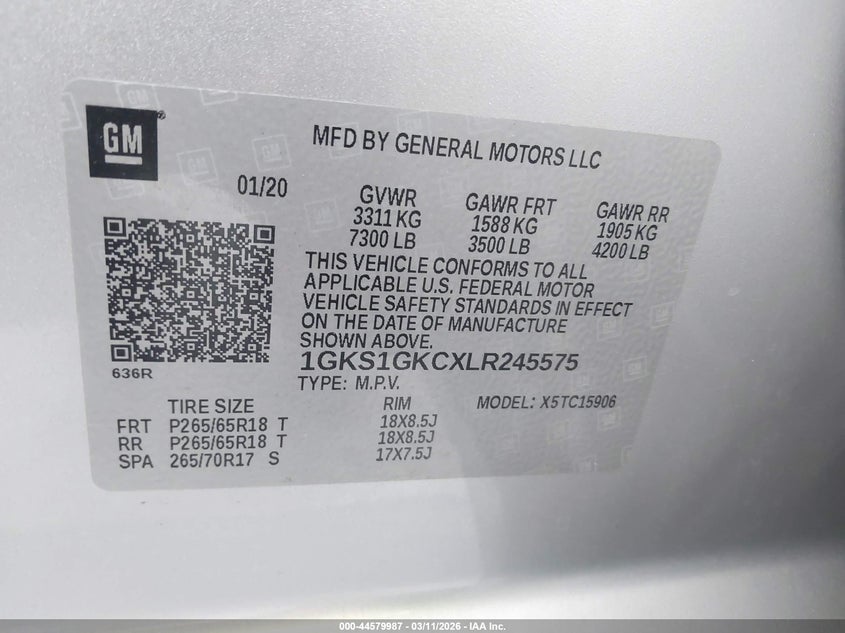 GM
MFD BY GENERAL MOTORS LLC
01/20
GVWR
3311 KG
7300 LB
GAWR FRT
1588 KG
3500 LB
GAWR RR
1905 KG
4200 LB
THIS VEHICLE CONFORMS TO ALL
APPLICABLE U.S. FEDERAL MOTOR
VEHICLE SAFETY STANDARDS IN EFFECT
ON THE DATE OF MANUFACTURE
SHOWN ABOVE.
1GKS1GKCXLR245575
636R
TYPE: M.P.V.
MODEL: X5TC15906
TIRE SIZE RIM
FRT P265/65R18 T 18X8.5J
RR P265/65R18 T 18X8.5J
SPA 265/70R17 S 17X7.5J
000-44579987 - 03/11/2026 - IAA Inc.